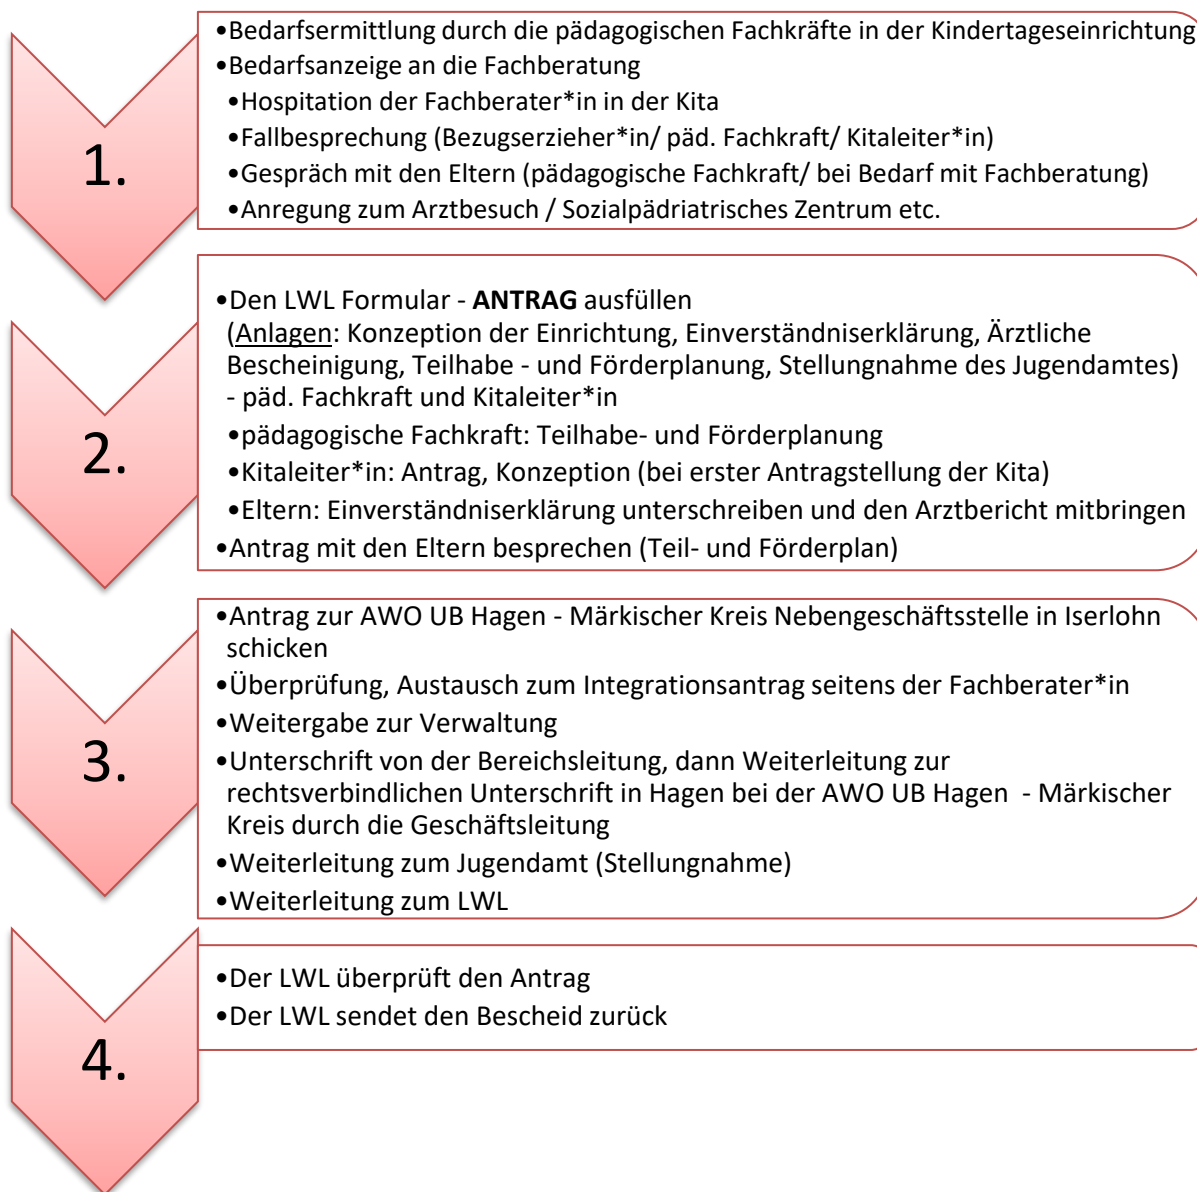 1.
•Bedarfsermittlung durch die pädagogischen Fachkräfte in der Kindertageseinrichtung
•Bedarfsanzeige an die Fachberatung
•Hospitation der Fachberater*in in der Kita
•Fallbesprechung (Bezugserzieher*in/ päd. Fachkraft/ Kitaleiter*in)
•Gespräch mit den Eltern (pädagogische Fachkraft/ bei Bedarf mit Fachberatung)
•Anregung zum Arztbesuch / Sozialpädriatrisches Zentrum etc.
2.
•Den LWL Formular - ANTRAG ausfüllen
(Anlagen: Konzeption der Einrichtung, Einverständniserklärung, Ärztliche
Bescheinigung, Teilhabe - und Förderplanung, Stellungnahme des Jugendamtes)
- päd. Fachkraft und Kitaleiter*in
•pädagogische Fachkraft: Teilhabe- und Förderplanung
•Kitaleiter*in: Antrag, Konzeption (bei erster Antragstellung der Kita)
•Eltern: Einverständniserklärung unterschreiben und den Arztbericht mitbringen
•Antrag mit den Eltern besprechen (Teil- und Förderplan)
3.
•Antrag zur AWO UB Hagen - Märkischer Kreis Nebengeschäftsstelle in Iserlohn
schicken
•Überprüfung, Austausch zum Integrationsantrag seitens der Fachberater*in
•Weitergabe zur Verwaltung
•Unterschrift von der Bereichsleitung, dann Weiterleitung zur
rechtsverbindlichen Unterschrift in Hagen bei der AWO UB Hagen - Märkischer
Kreis durch die Geschäftsleitung
•Weiterleitung zum Jugendamt (Stellungnahme)
•Weiterleitung zum LWL
4.
•Der LWL überprüft den Antrag
•Der LWL sendet den Bescheid zurück